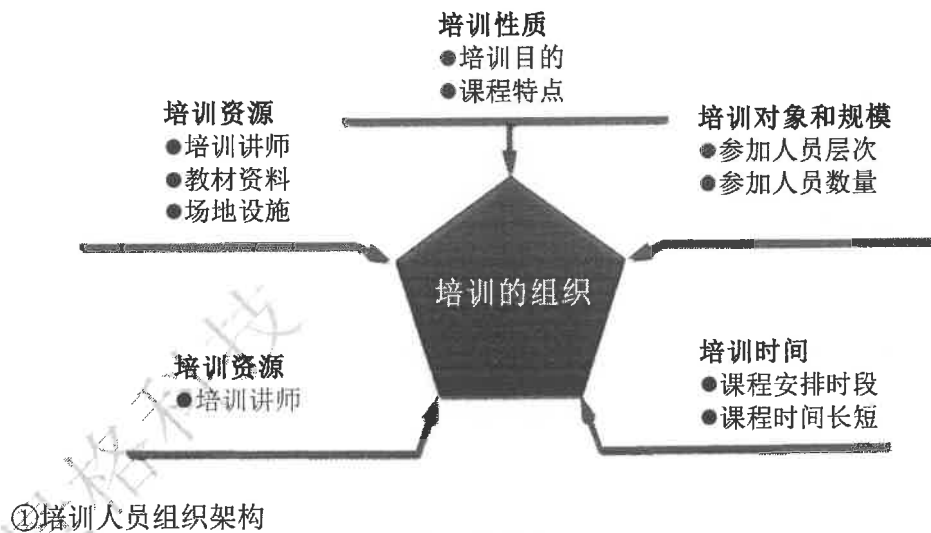 培训性质
●培训目的
●课程特点
培训资源
●培训讲师
●教材资料
●场地设施
培训对象和规模
●参加人员层次
●参加人员数量
培训的组织
培训资源
●培训讲师
培训时间
●课程安排时段
●课程时间长短
①培训人员组织架构
格科技